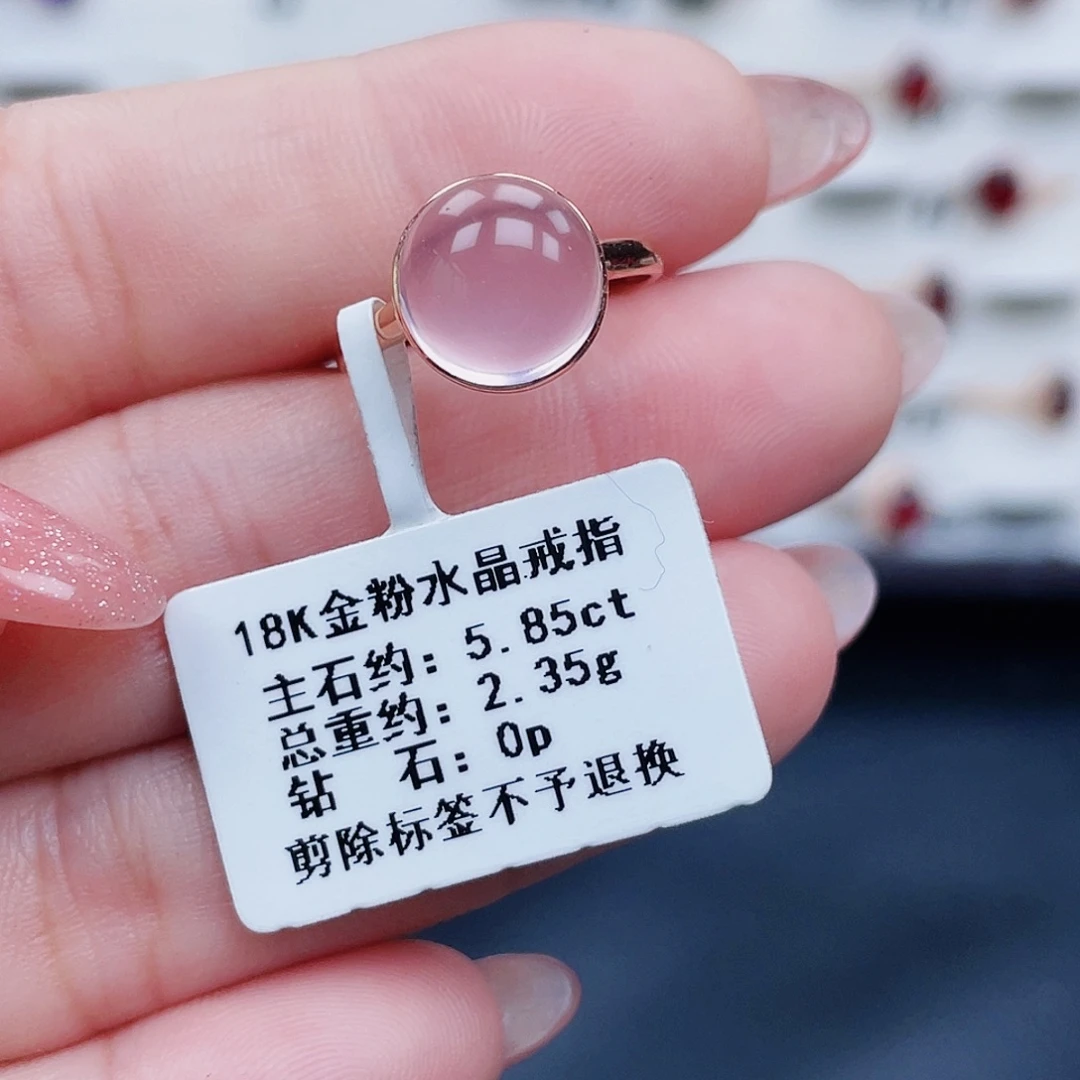 18K金粉水晶戒指
主石约: 5.85ct
总重约: 2.35g
钻 石: 0p
剪除标签不予退换